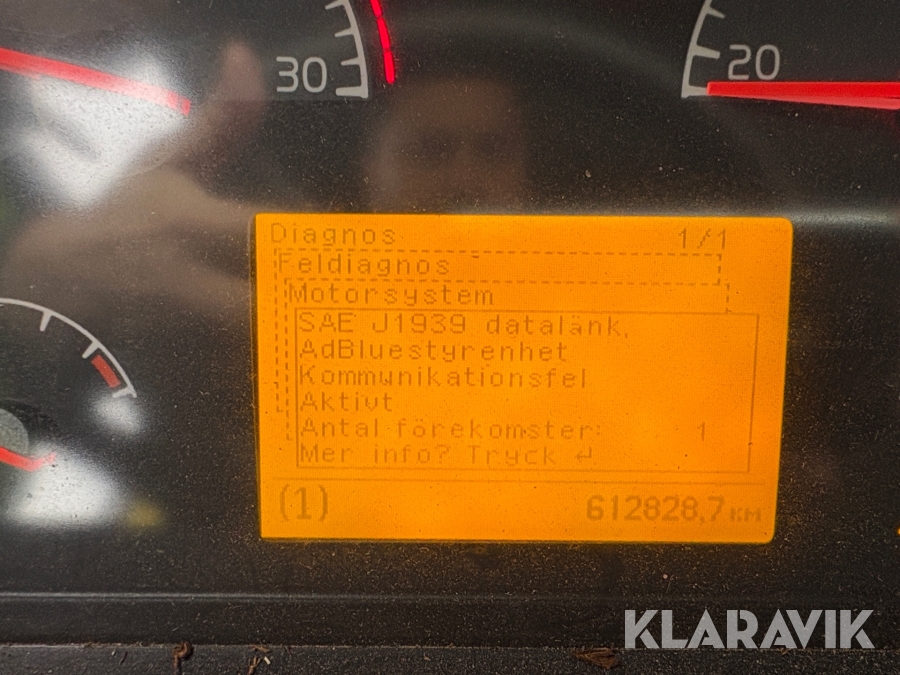 30
20
Diagnos 1/1
Feldiagnos
Motorsystem
SAE J1939 datalänk,
AdBluestyrenhet
Kommunikationsfel
Aktivt
Antal förekomster: 1
Mer info? Tryck ↵
(1) 612828,7 KM
KLARAVIK